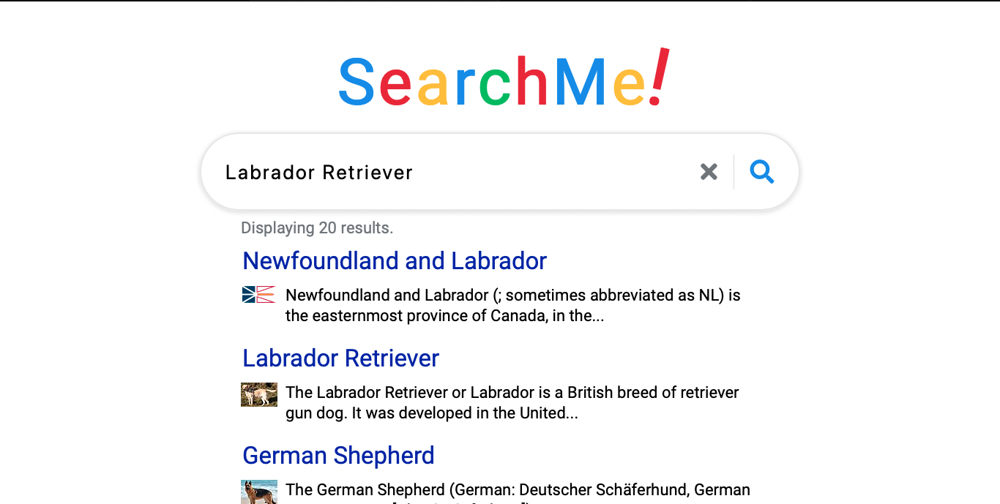 SearchMe!
Labrador Retriever
Displaying 20 results.
Newfoundland and Labrador
Newfoundland and Labrador (; sometimes abbreviated as NL) is
the easternmost province of Canada, in the...
Labrador Retriever
The Labrador Retriever or Labrador is a British breed of retriever
gun dog. It was developed in the United...
German Shepherd
The German Shepherd (German: Deutscher Schäferhund, German